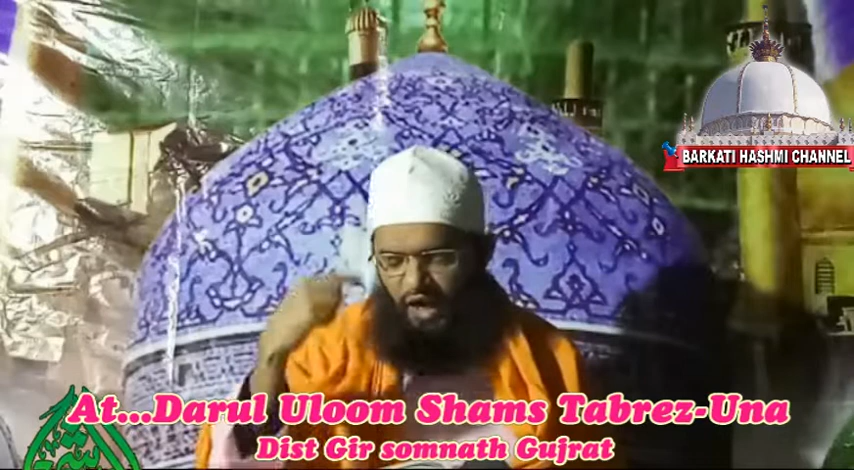 BARKATI HASHMI CHANNEL
At...Darul Uloom Shams Tabrez-Una
Dist Gir somnath Gujrat